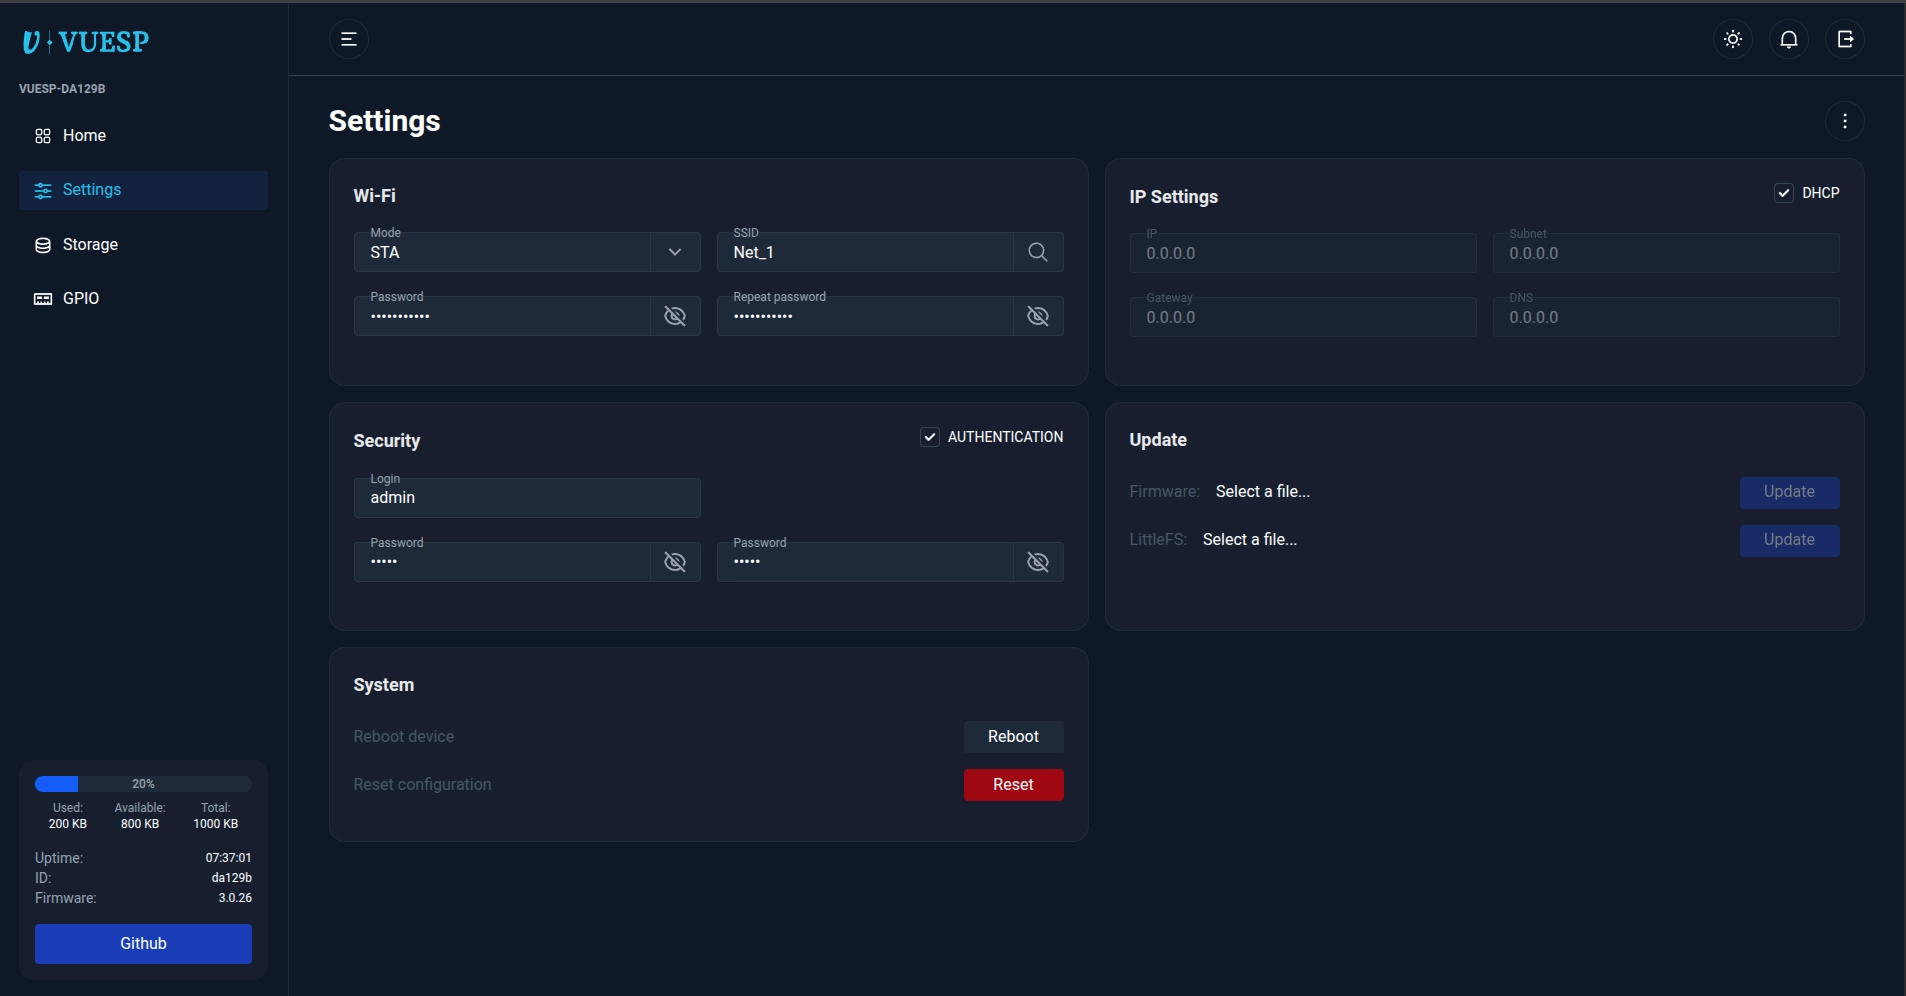 VUESP
VUESP-DA129B
Home
Settings
Storage
GPIO
20%
Used: Available: Total:
200 KB 800 KB 1000 KB
Uptime: 07:37:01
ID: da129b
Firmware: 3.0.26
Github
Settings
Wi-Fi
Mode
STA
SSID
Net_1
Password
•••••••••••
Repeat password
•••••••••••
IP Settings
DHCP
IP
0.0.0.0
Subnet
0.0.0.0
Gateway
0.0.0.0
DNS
0.0.0.0
Security
AUTHENTICATION
Login
admin
Password
•••••
Password
•••••
Update
Firmware: Select a file... Update
LittleFS: Select a file... Update
System
Reboot device Reboot
Reset configuration Reset